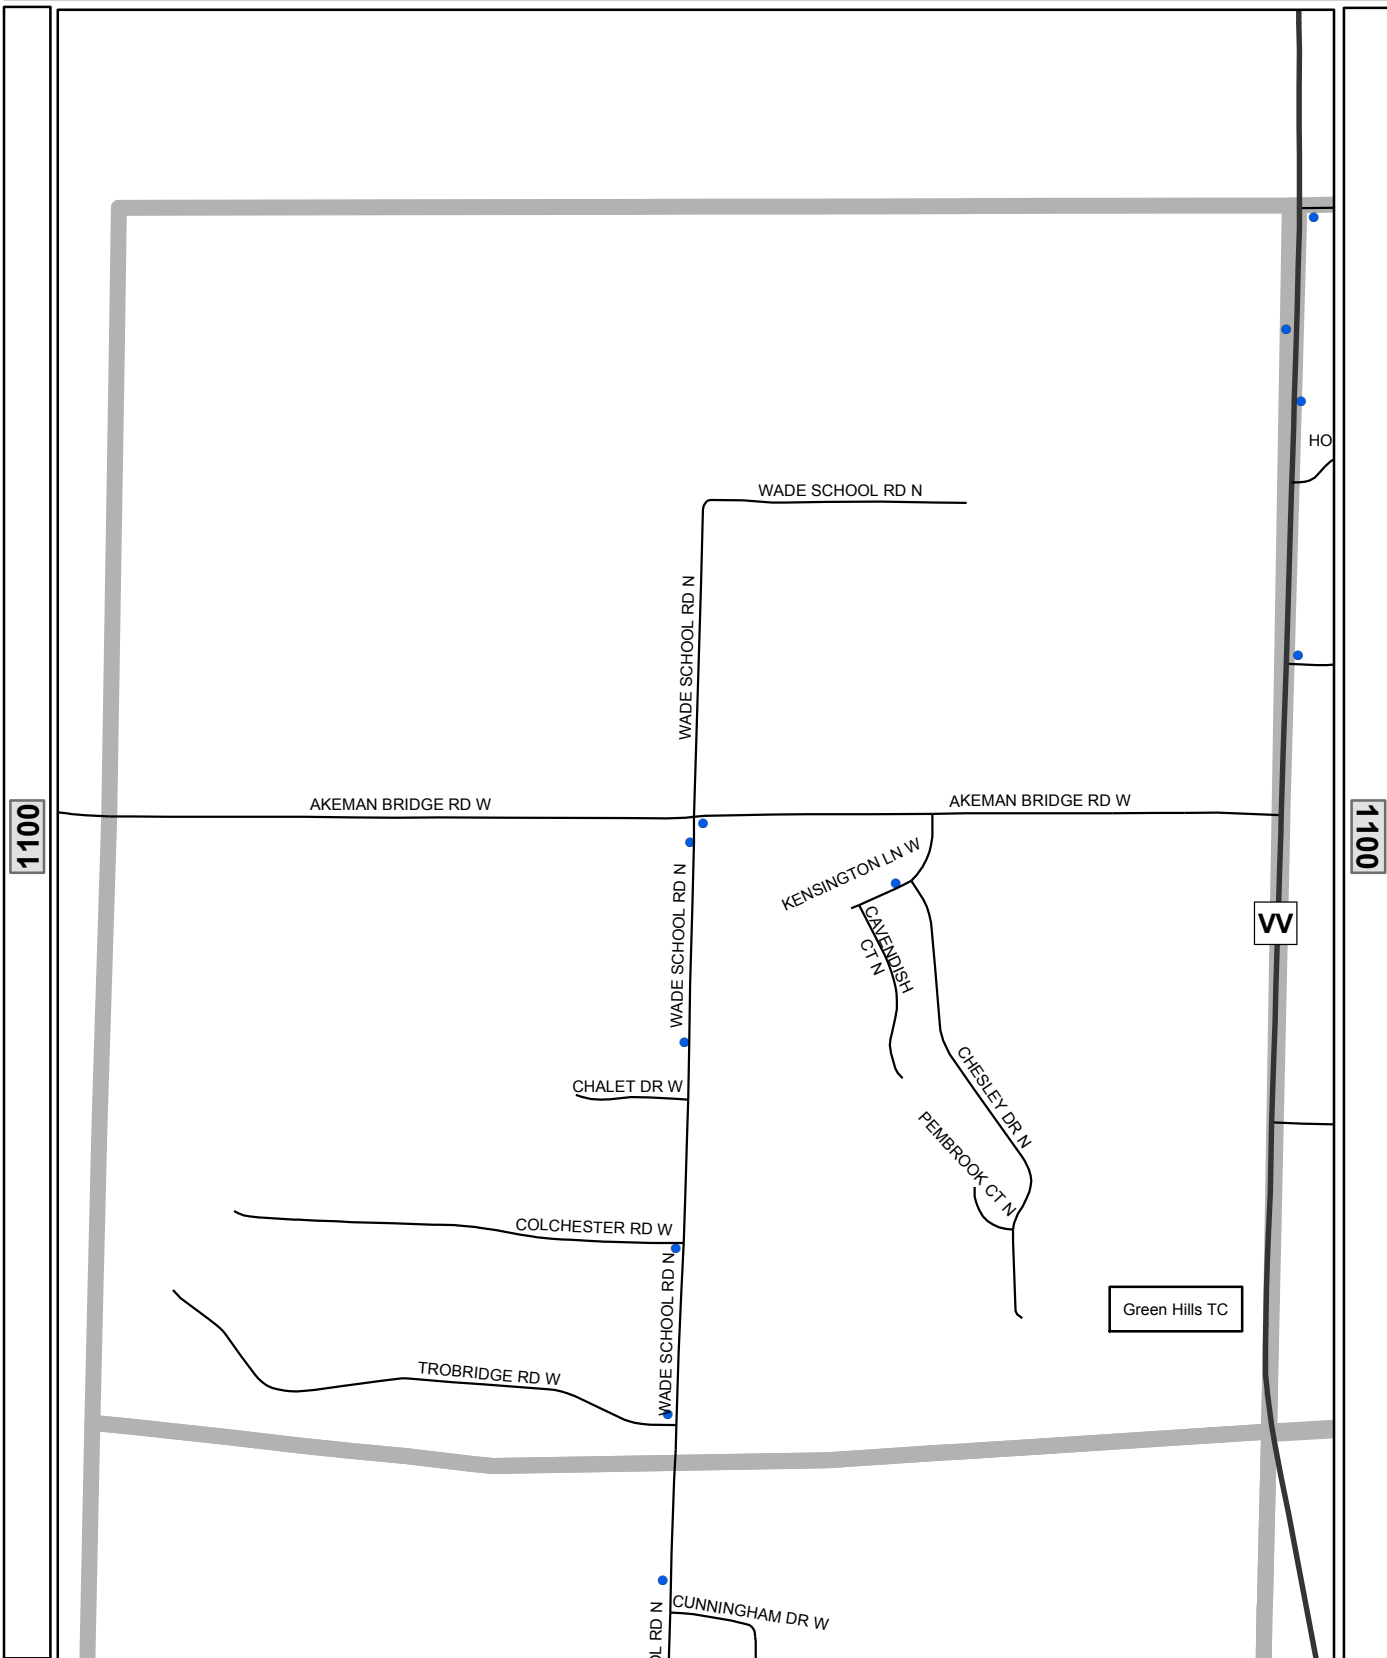 HO
WADE SCHOOL RD N
WADE SCHOOL RD N
AKEMAN BRIDGE RD W
AKEMAN BRIDGE RD W
1100
1100
KENSINGTON LN W
WADE SCHOOL RD N
CAVENDISH
CT N
VV
CHALET DR W
CHESLEY DR N
PEMBROOK CT N
COLCHESTER RD W
WADE SCHOOL RD N
Green Hills TC
TROBRIDGE RD W
CUNNINGHAM DR W
OL RD N